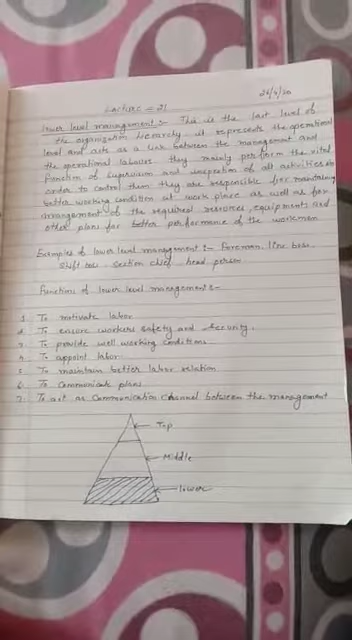 26/4/20
Lecture = 21
lower level management :- This is the last level of
the organization hierarchy. it represents the operational
level and acts as a link between the management and
the operational labours. they mainly perform the vital
function of supervision and inspection of all activities in
order to control them they are responsible for maintaining
better working condition at work place as well as for
arrangement of the required resources equipments and
other plans for better performance of the workmen
Examples of lower level management :- Foreman, line boss,
shift boss, section chief, head person
functions of lower level management :-
1. To motivate labor
2. To ensure workers safety and security.
3. To provide well working conditions
4. To appoint labor
5. To maintain better labor relation
6. To Communicate plans
7. To act as Communication channel between the management
Top
Middle
lower